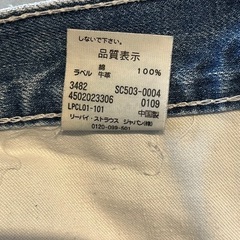 しないで下さい
品質表示
綿 100%
ラベル 牛革
3482 SC503-0004
4502023306 0109
LPCL01-101 中国製
リーバイ・ストラウス ジャパン(株)
0120-099-501